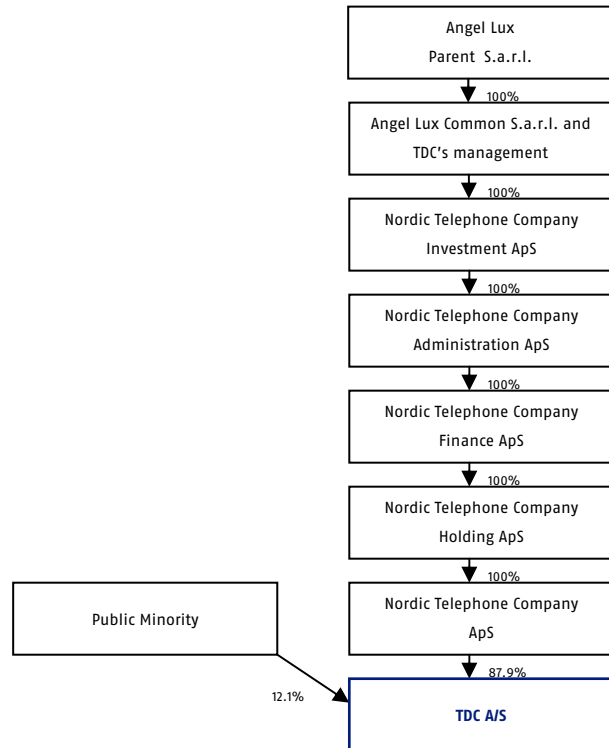 Angel Lux
Parent S.a.r.l.
100%
Angel Lux Common S.a.r.l. and
TDC's management
100%
Nordic Telephone Company
Investment ApS
100%
Nordic Telephone Company
Administration ApS
100%
Nordic Telephone Company
Finance ApS
100%
Nordic Telephone Company
Holding ApS
100%
Public Minority
Nordic Telephone Company
ApS
87.9%
12.1%
TDC A/S